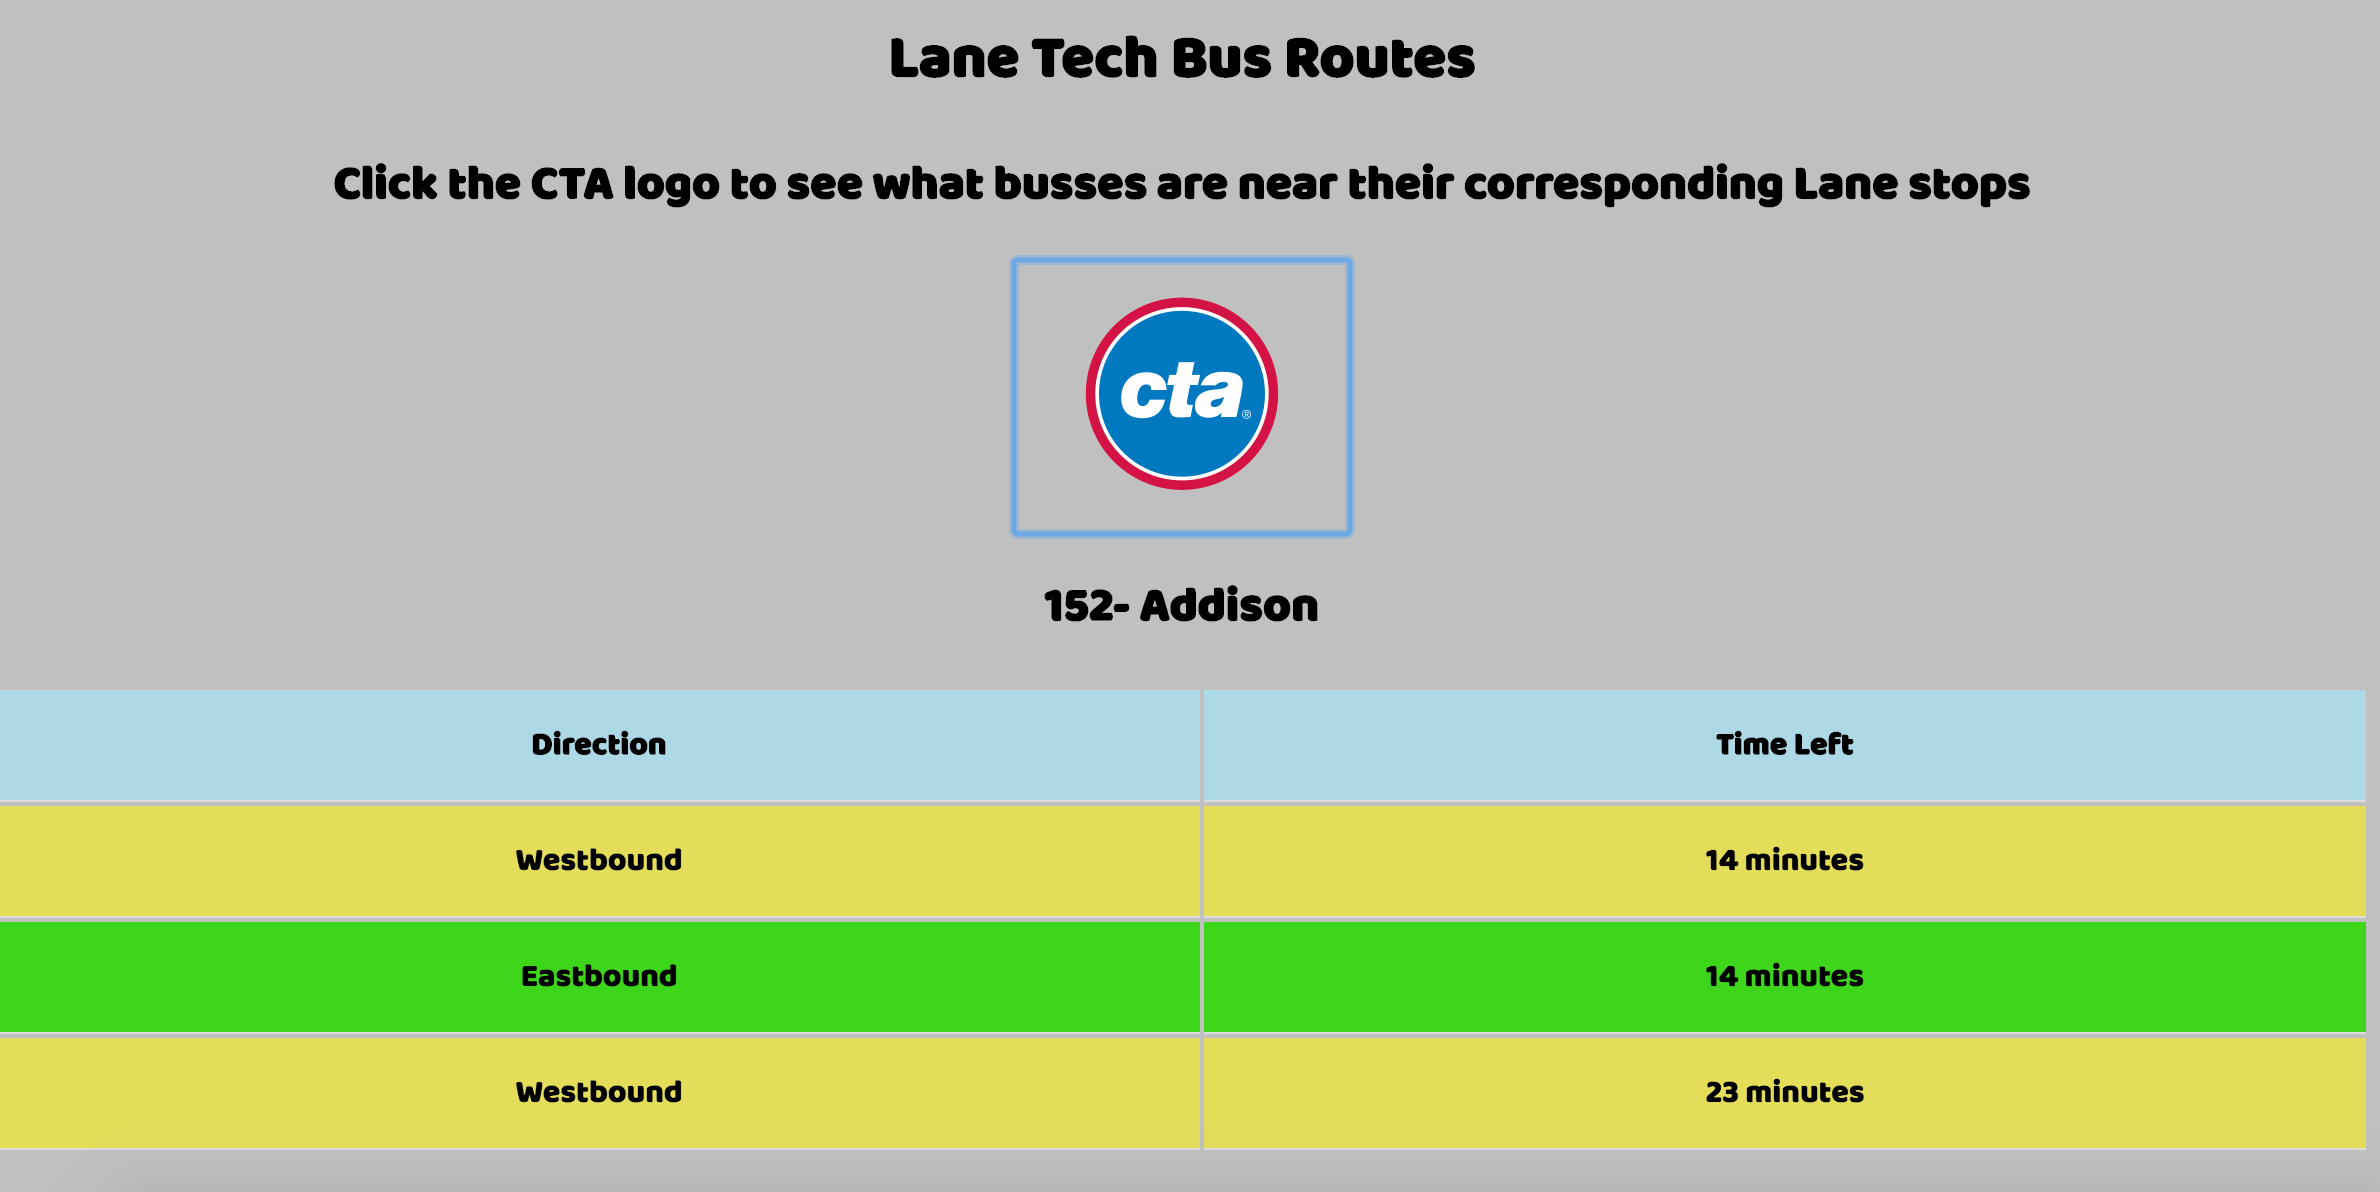 Lane Tech Bus Routes
Click the CTA logo to see what busses are near their corresponding Lane stops
cta®
152- Addison
Direction Time Left
Westbound 14 minutes
Eastbound 14 minutes
Westbound 23 minutes